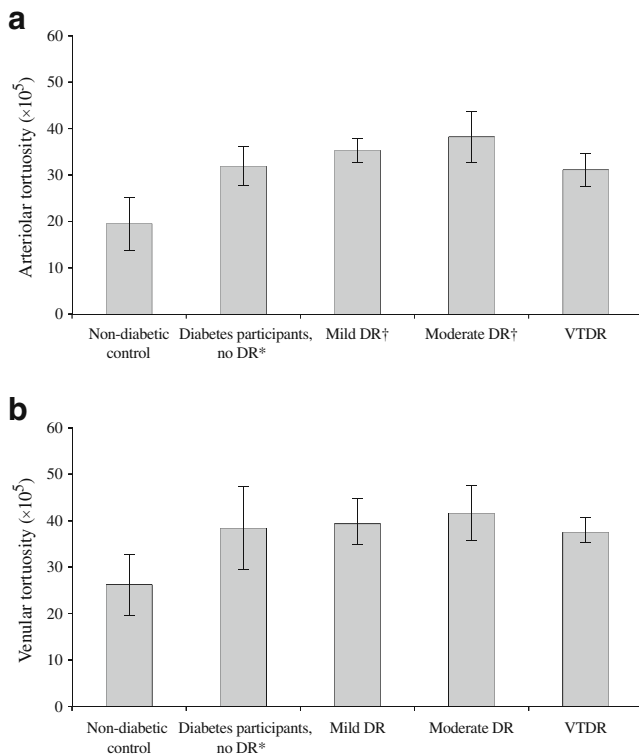 a
60
50
40
30
20
10
0
Arteriolar tortuosity (×10⁵)
Non-diabetic
control
Diabetes participants,
no DR*
Mild DR†
Moderate DR†
VTDR
b
60
50
40
30
20
10
0
Venular tortuosity (×10⁵)
Non-diabetic
control
Diabetes participants,
no DR*
Mild DR
Moderate DR
VTDR